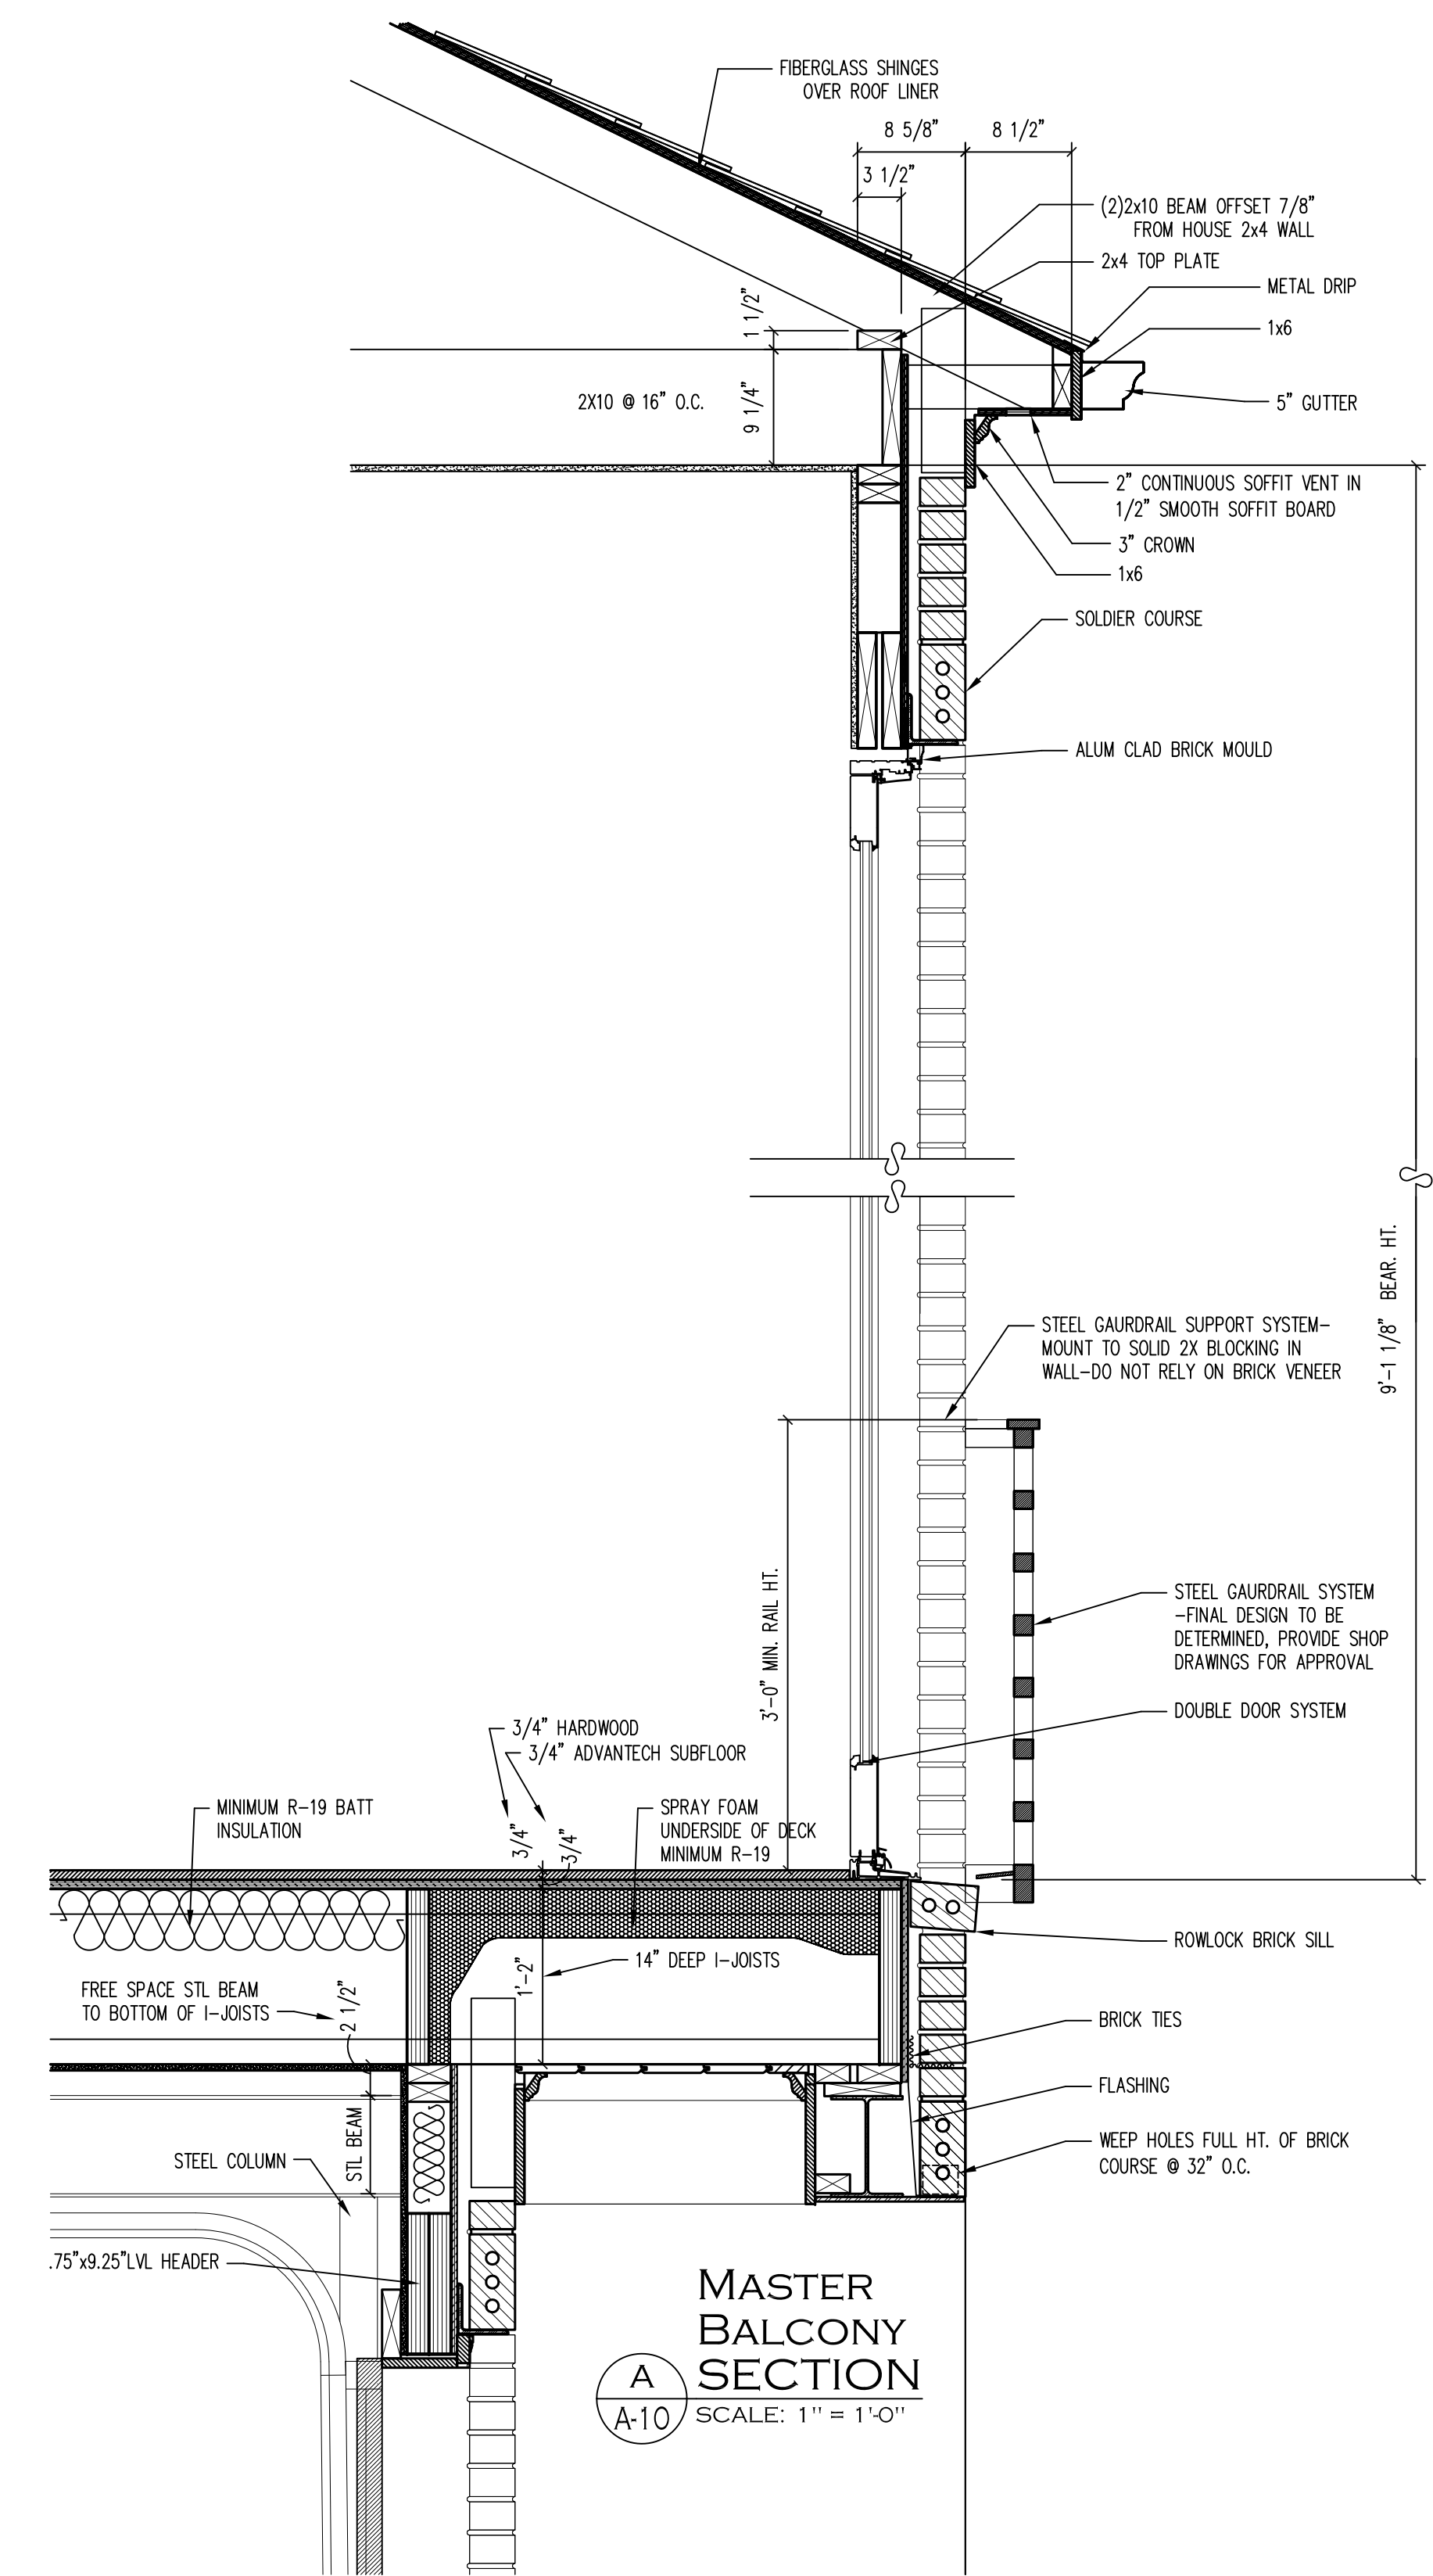 FIBERGLASS SHINGES
OVER ROOF LINER
8 5/8"
8 1/2"
3 1/2"
(2)2x10 BEAM OFFSET 7/8"
FROM HOUSE 2x4 WALL
2x4 TOP PLATE
METAL DRIP
1x6
1 1/2"
9 1/4"
2X10 @ 16" O.C.
5" GUTTER
2" CONTINUOUS SOFFIT VENT IN
1/2" SMOOTH SOFFIT BOARD
3" CROWN
1x6
SOLDIER COURSE
ALUM CLAD BRICK MOULD
9'-1 1/8" BEAR. HT.
STEEL GAURDRAIL SUPPORT SYSTEM-
MOUNT TO SOLID 2X BLOCKING IN
WALL-DO NOT RELY ON BRICK VENEER
3'-0" MIN. RAIL HT.
STEEL GAURDRAIL SYSTEM
-FINAL DESIGN TO BE
DETERMINED, PROVIDE SHOP
DRAWINGS FOR APPROVAL
DOUBLE DOOR SYSTEM
3/4" HARDWOOD
3/4" ADVANTECH SUBFLOOR
MINIMUM R-19 BATT
INSULATION
3/4"
3/4"
SPRAY FOAM
UNDERSIDE OF DECK
MINIMUM R-19
ROWLOCK BRICK SILL
14" DEEP I-JOISTS
1'-2"
FREE SPACE STL BEAM
TO BOTTOM OF I-JOISTS
2 1/2"
BRICK TIES
FLASHING
WEEP HOLES FULL HT. OF BRICK
COURSE @ 32" O.C.
STL BEAM
STEEL COLUMN
.75"x9.25"LVL HEADER
MASTER
BALCONY
SECTION
A
A-10
SCALE: 1" = 1'-0"